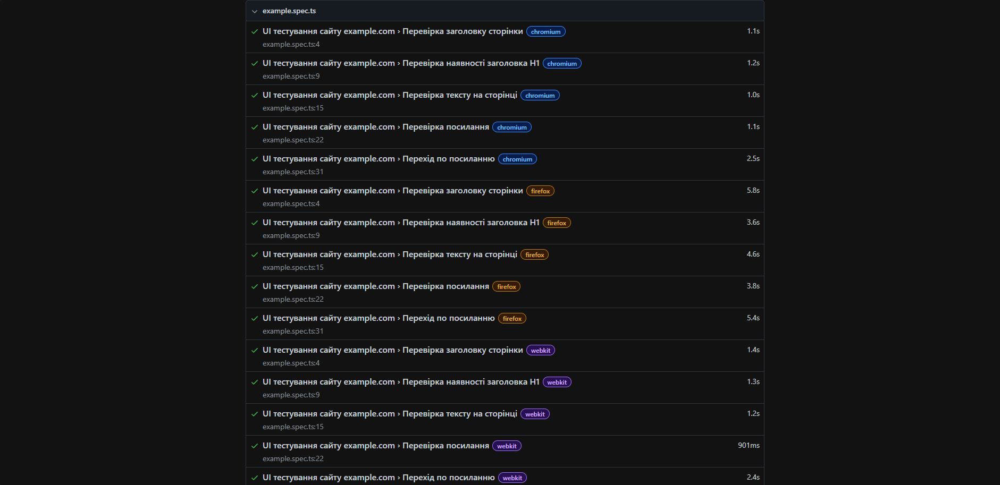 example.spec.ts
UI тестування сайту example.com › Перевірка заголовку сторінки chromium 1.1s
example.spec.ts:4
UI тестування сайту example.com › Перевірка наявності заголовка H1 chromium 1.2s
example.spec.ts:9
UI тестування сайту example.com › Перевірка тексту на сторінці chromium 1.0s
example.spec.ts:15
UI тестування сайту example.com › Перевірка посилання chromium 1.1s
example.spec.ts:22
UI тестування сайту example.com › Перехід по посиланню chromium 2.5s
example.spec.ts:31
UI тестування сайту example.com › Перевірка заголовку сторінки firefox 5.8s
example.spec.ts:4
UI тестування сайту example.com › Перевірка наявності заголовка H1 firefox 3.6s
example.spec.ts:9
UI тестування сайту example.com › Перевірка тексту на сторінці firefox 4.6s
example.spec.ts:15
UI тестування сайту example.com › Перевірка посилання firefox 3.8s
example.spec.ts:22
UI тестування сайту example.com › Перехід по посиланню firefox 5.4s
example.spec.ts:31
UI тестування сайту example.com › Перевірка заголовку сторінки webkit 1.4s
example.spec.ts:4
UI тестування сайту example.com › Перевірка наявності заголовка H1 webkit 1.3s
example.spec.ts:9
UI тестування сайту example.com › Перевірка тексту на сторінці webkit 1.2s
example.spec.ts:15
UI тестування сайту example.com › Перевірка посилання webkit 901ms
example.spec.ts:22
UI тестування сайту example.com › Перехід по посиланню webkit 2.4s